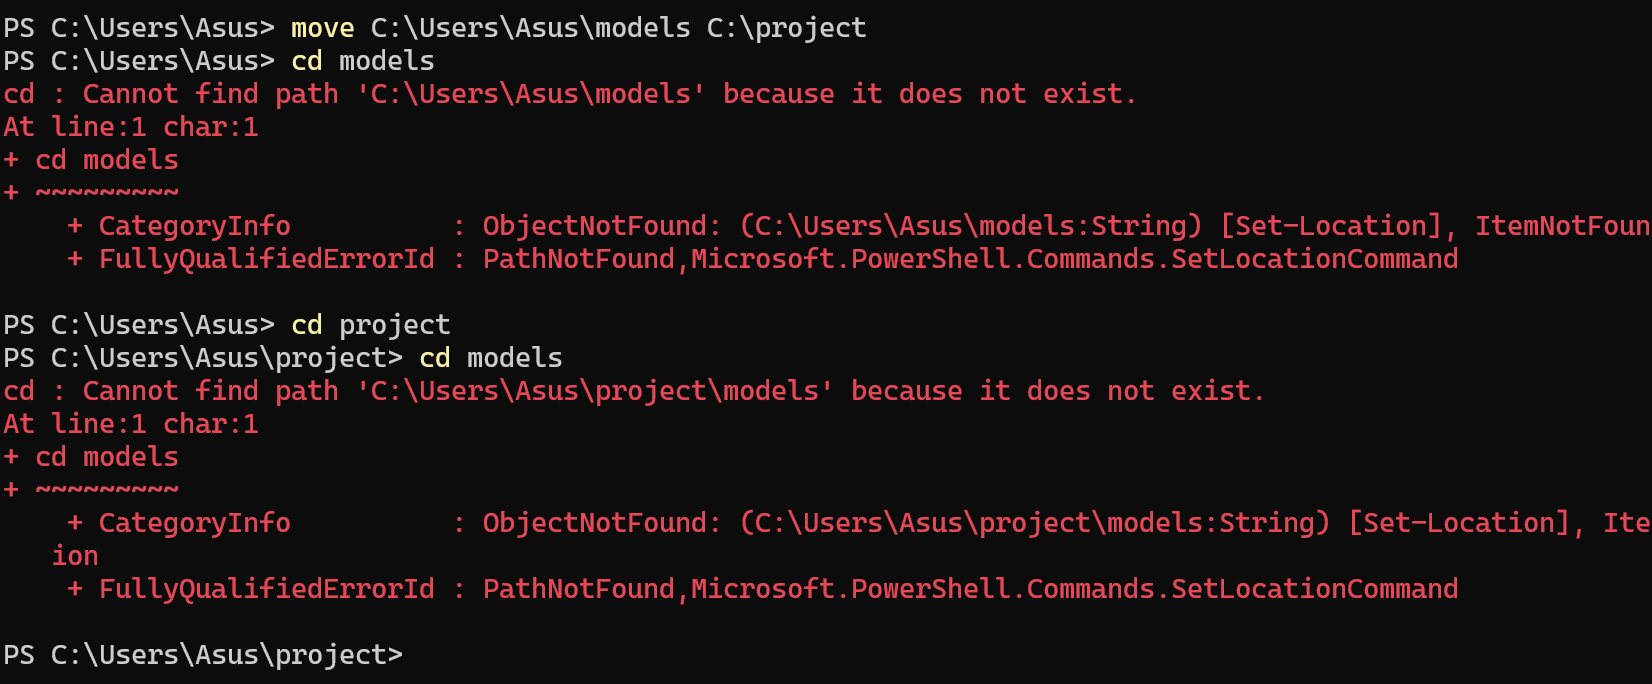 PS C:\Users\Asus> move C:\Users\Asus\models C:\project
PS C:\Users\Asus> cd models
cd : Cannot find path 'C:\Users\Asus\models' because it does not exist.
At line:1 char:1
+ cd models
+ ~~~~~~~~~
    + CategoryInfo          : ObjectNotFound: (C:\Users\Asus\models:String) [Set-Location], ItemNotFoun
    + FullyQualifiedErrorId : PathNotFound,Microsoft.PowerShell.Commands.SetLocationCommand

PS C:\Users\Asus> cd project
PS C:\Users\Asus\project> cd models
cd : Cannot find path 'C:\Users\Asus\project\models' because it does not exist.
At line:1 char:1
+ cd models
+ ~~~~~~~~~
    + CategoryInfo          : ObjectNotFound: (C:\Users\Asus\project\models:String) [Set-Location], Ite
   ion
    + FullyQualifiedErrorId : PathNotFound,Microsoft.PowerShell.Commands.SetLocationCommand

PS C:\Users\Asus\project>